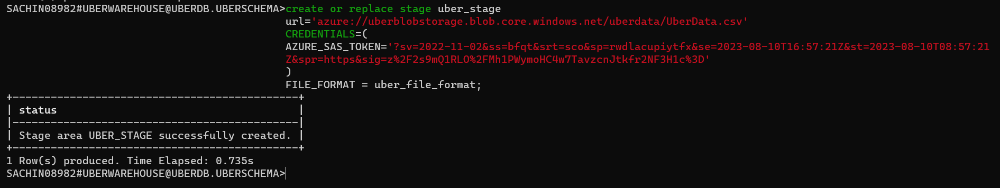 SACHIN08982#UBERWAREHOUSE@UBERDB.UBERSCHEMA>create or replace stage uber_stage
url='azure://uberblobstorage.blob.core.windows.net/uberdata/UberData.csv'
CREDENTIALS=(
AZURE_SAS_TOKEN='?sv=2022-11-02&ss=bfqt&srt=sco&sp=rwdlacupiytfx&se=2023-08-10T16:57:21Z&st=2023-08-10T08:57:21
Z&spr=https&sig=z%2F2s9mQ1RLO%2FMh1PWymoHC4w7TavzcnJtkfr2NF3H1c%3D'
)
FILE_FORMAT = uber_file_format;
+---------------------------------------------+
| status                                      |
|---------------------------------------------|
| Stage area UBER_STAGE successfully created. |
+---------------------------------------------+
1 Row(s) produced. Time Elapsed: 0.735s
SACHIN08982#UBERWAREHOUSE@UBERDB.UBERSCHEMA>